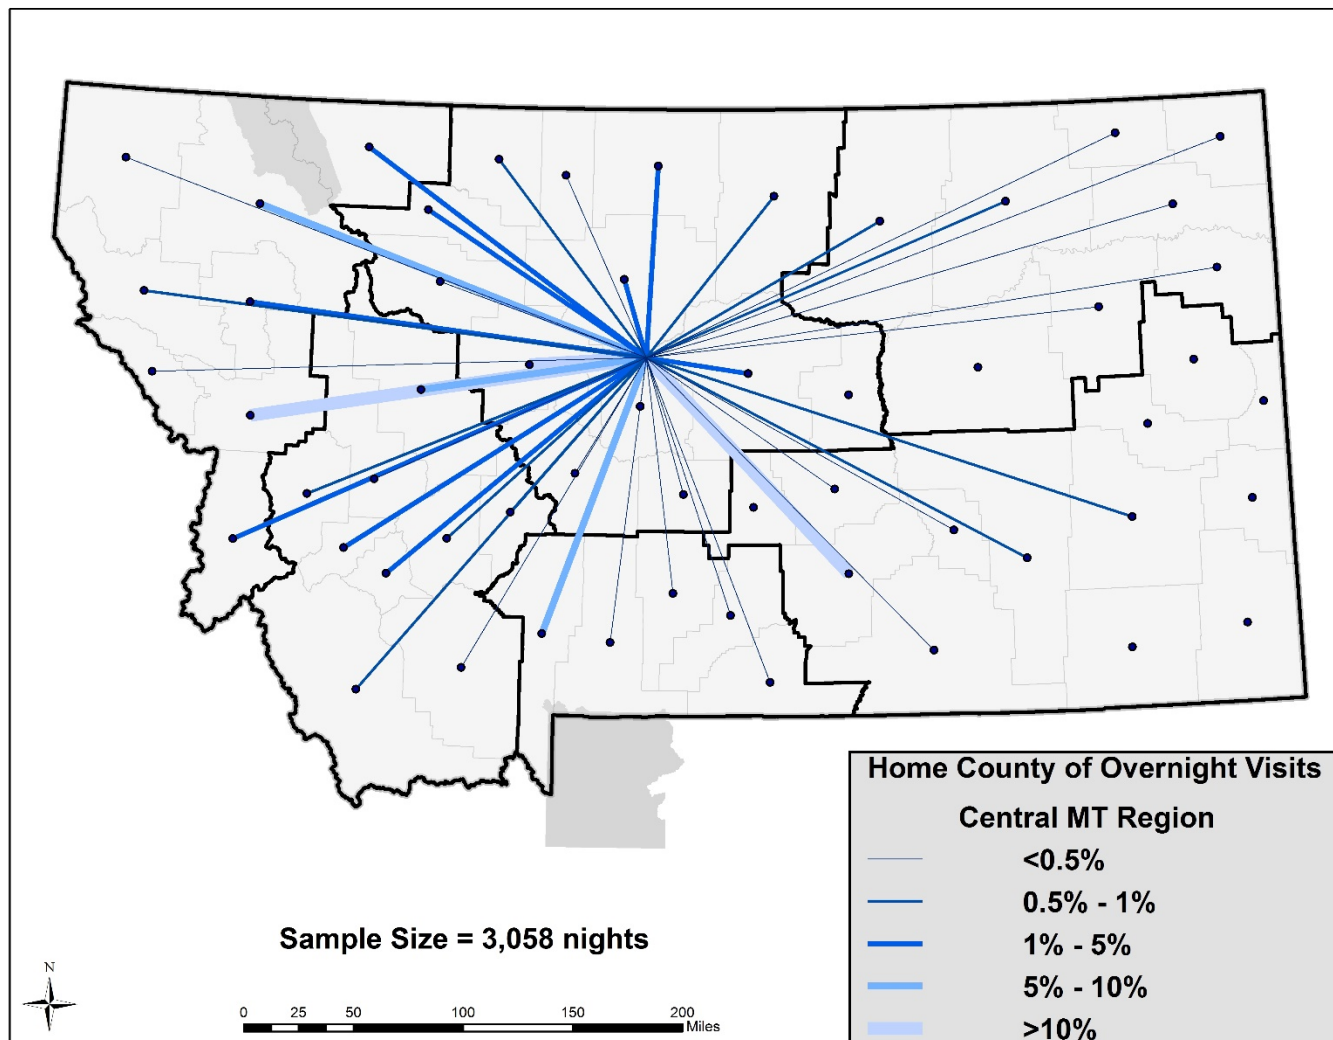 Home County of Overnight Visits
Central MT Region
<0.5%
0.5% - 1%
1% - 5%
5% - 10%
>10%
Sample Size = 3,058 nights
N
0 25 50 100 150 200
Miles